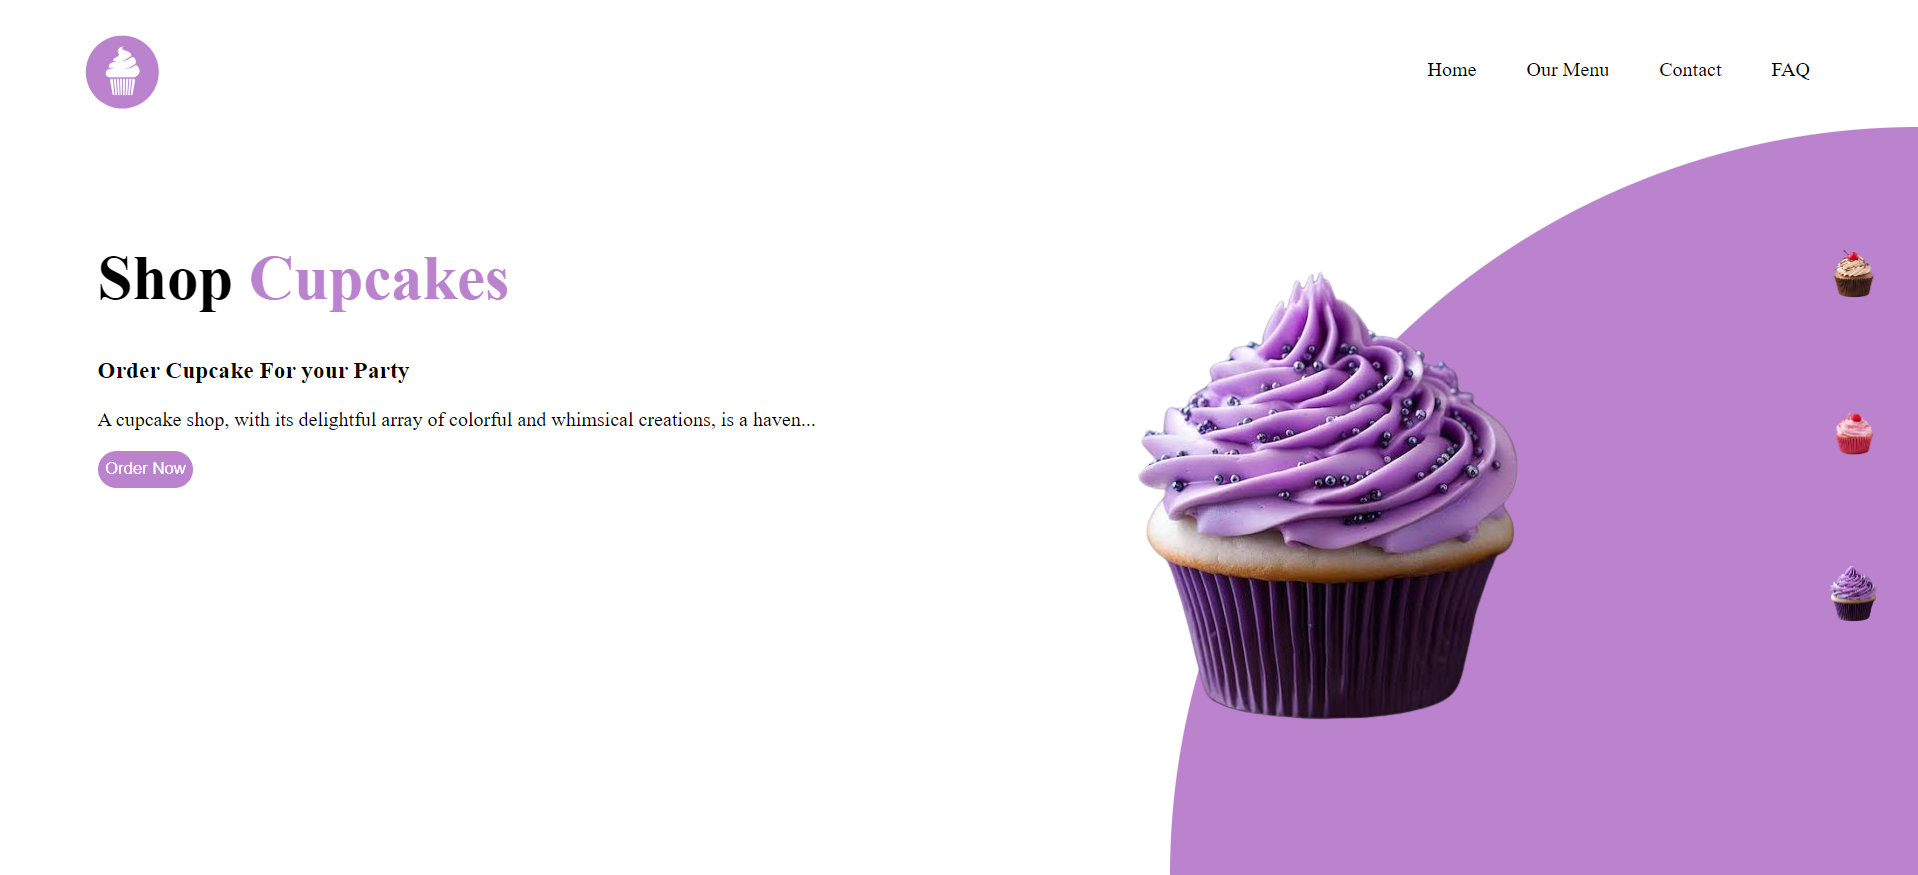 Home Our Menu Contact FAQ
Shop Cupcakes
Order Cupcake For your Party
A cupcake shop, with its delightful array of colorful and whimsical creations, is a haven...
Order Now